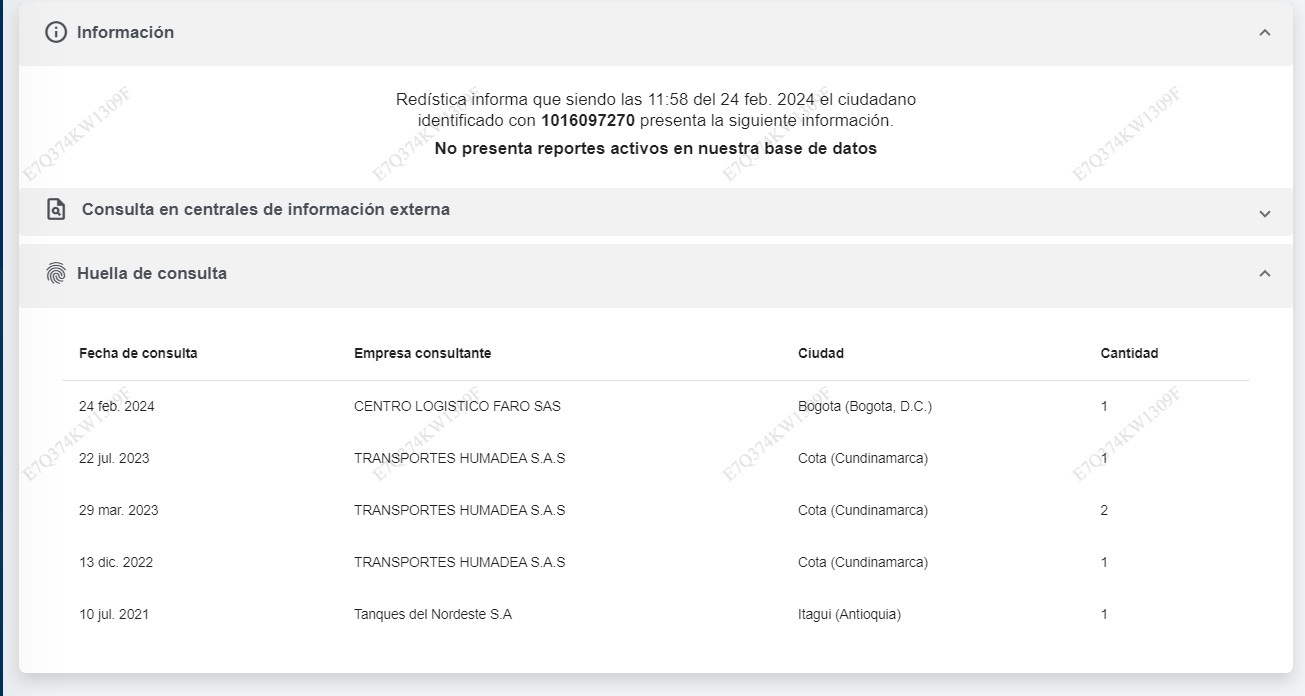 Información
Redística informa que siendo las 11:58 del 24 feb. 2024 el ciudadano
identificado con 1016097270 presenta la siguiente información.
No presenta reportes activos en nuestra base de datos
E7Q374KW1309F E7Q374KW1309F E7Q374KW1309F E7Q374KW1309F
Consulta en centrales de información externa
Huella de consulta
Fecha de consulta Empresa consultante Ciudad Cantidad
24 feb. 2024 CENTRO LOGISTICO FARO SAS Bogota (Bogota, D.C.) 1
E7Q374KW1309F E7Q374KW1309F E7Q374KW1309F E7Q374KW1309F
22 jul. 2023 TRANSPORTES HUMADEA S.A.S Cota (Cundinamarca) 1
29 mar. 2023 TRANSPORTES HUMADEA S.A.S Cota (Cundinamarca) 2
13 dic. 2022 TRANSPORTES HUMADEA S.A.S Cota (Cundinamarca) 1
10 jul. 2021 Tanques del Nordeste S.A Itagui (Antioquia) 1